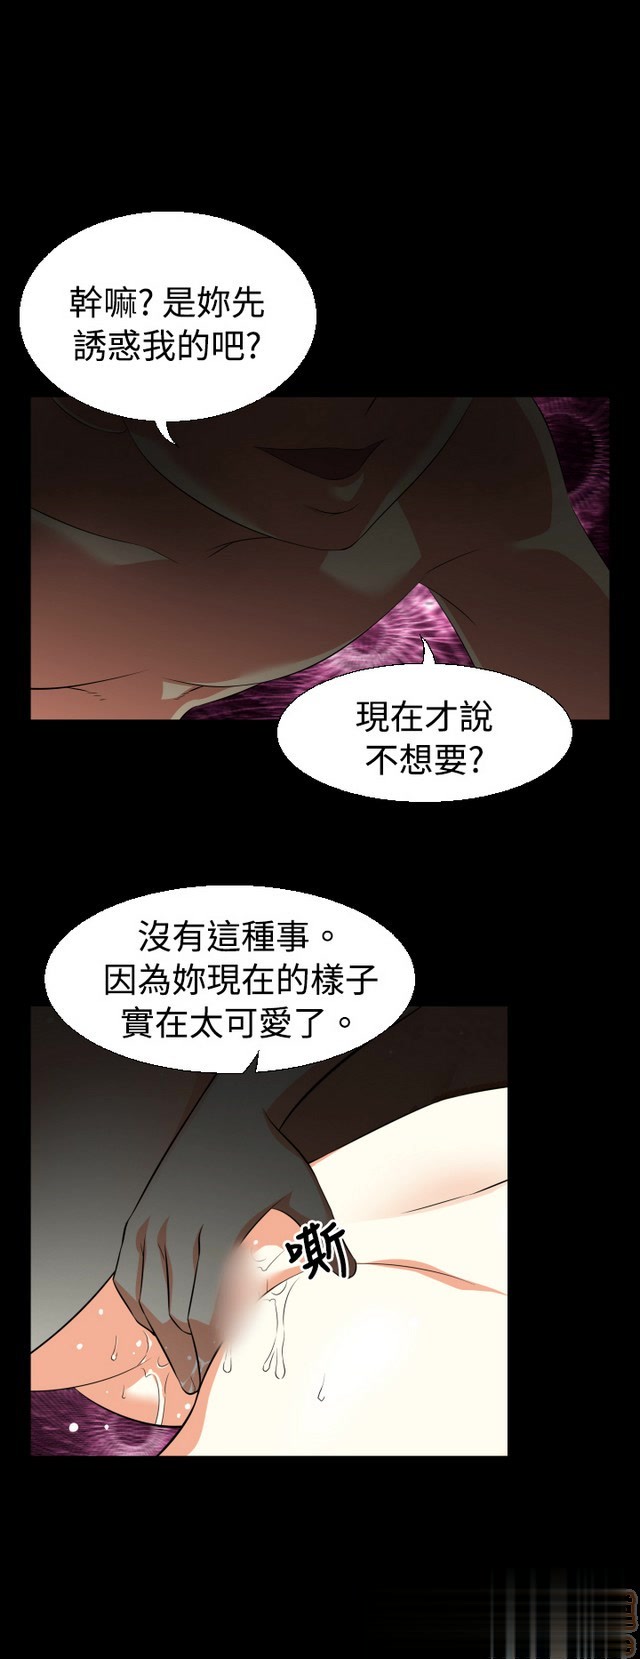 幹嘛? 是妳先
誘惑我的吧?
現在才說
不想要?
沒有這種事。
因為妳現在的樣子
實在太可愛了。
嘶